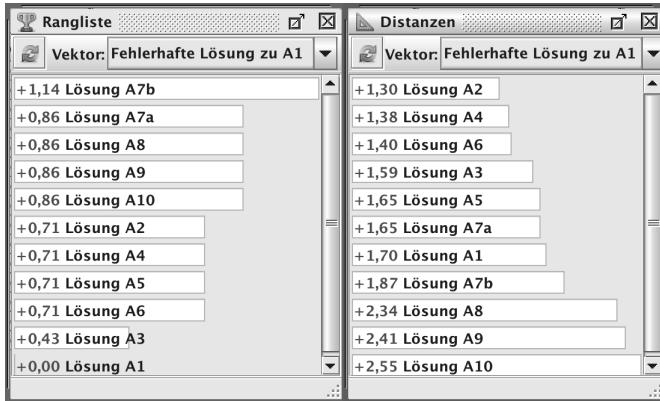 Rangliste
Vektor: Fehlerhafte Lösung zu A1
+1,14 Lösung A7b
+0,86 Lösung A7a
+0,86 Lösung A8
+0,86 Lösung A9
+0,86 Lösung A10
+0,71 Lösung A2
+0,71 Lösung A4
+0,71 Lösung A5
+0,71 Lösung A6
+0,43 Lösung A3
+0,00 Lösung A1
Distanzen
Vektor: Fehlerhafte Lösung zu A1
+1,30 Lösung A2
+1,38 Lösung A4
+1,40 Lösung A6
+1,59 Lösung A3
+1,65 Lösung A5
+1,65 Lösung A7a
+1,70 Lösung A1
+1,87 Lösung A7b
+2,34 Lösung A8
+2,41 Lösung A9
+2,55 Lösung A10